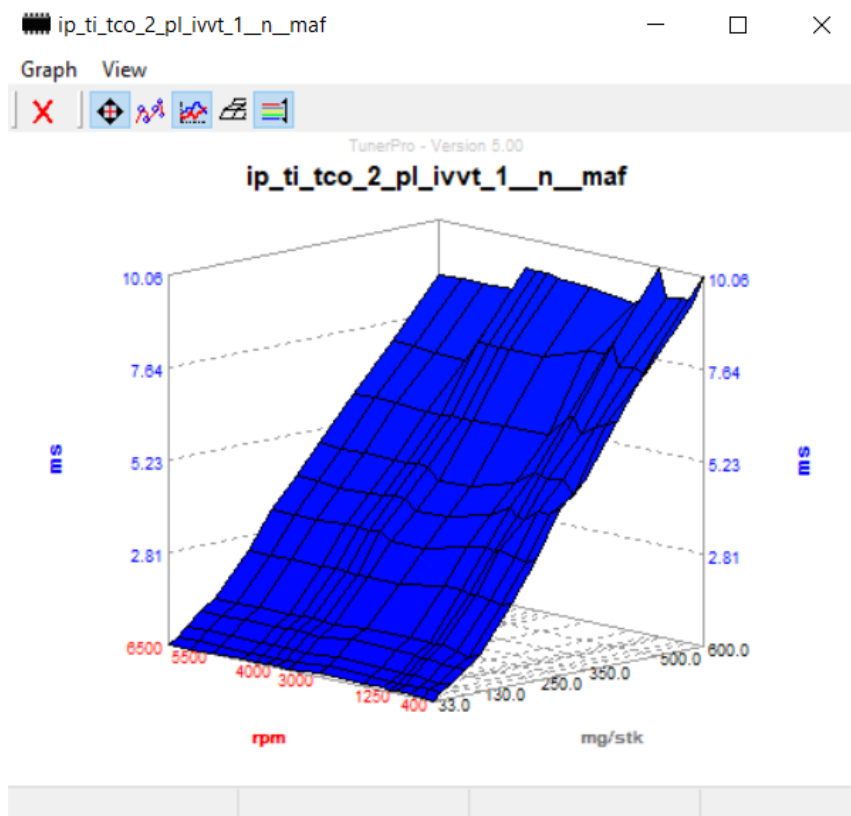 ip_ti_tco_2_pl_ivvt_1__n__maf
Graph View
TunerPro - Version 5.00
ip_ti_tco_2_pl_ivvt_1__n__maf
10.06
10.06
7.64
7.64
ms
ms
5.23
5.23
2.81
2.81
6500 5500 4000 3000 1250 400
33.0 130.0 250.0 350.0 500.0 600.0
rpm
mg/stk